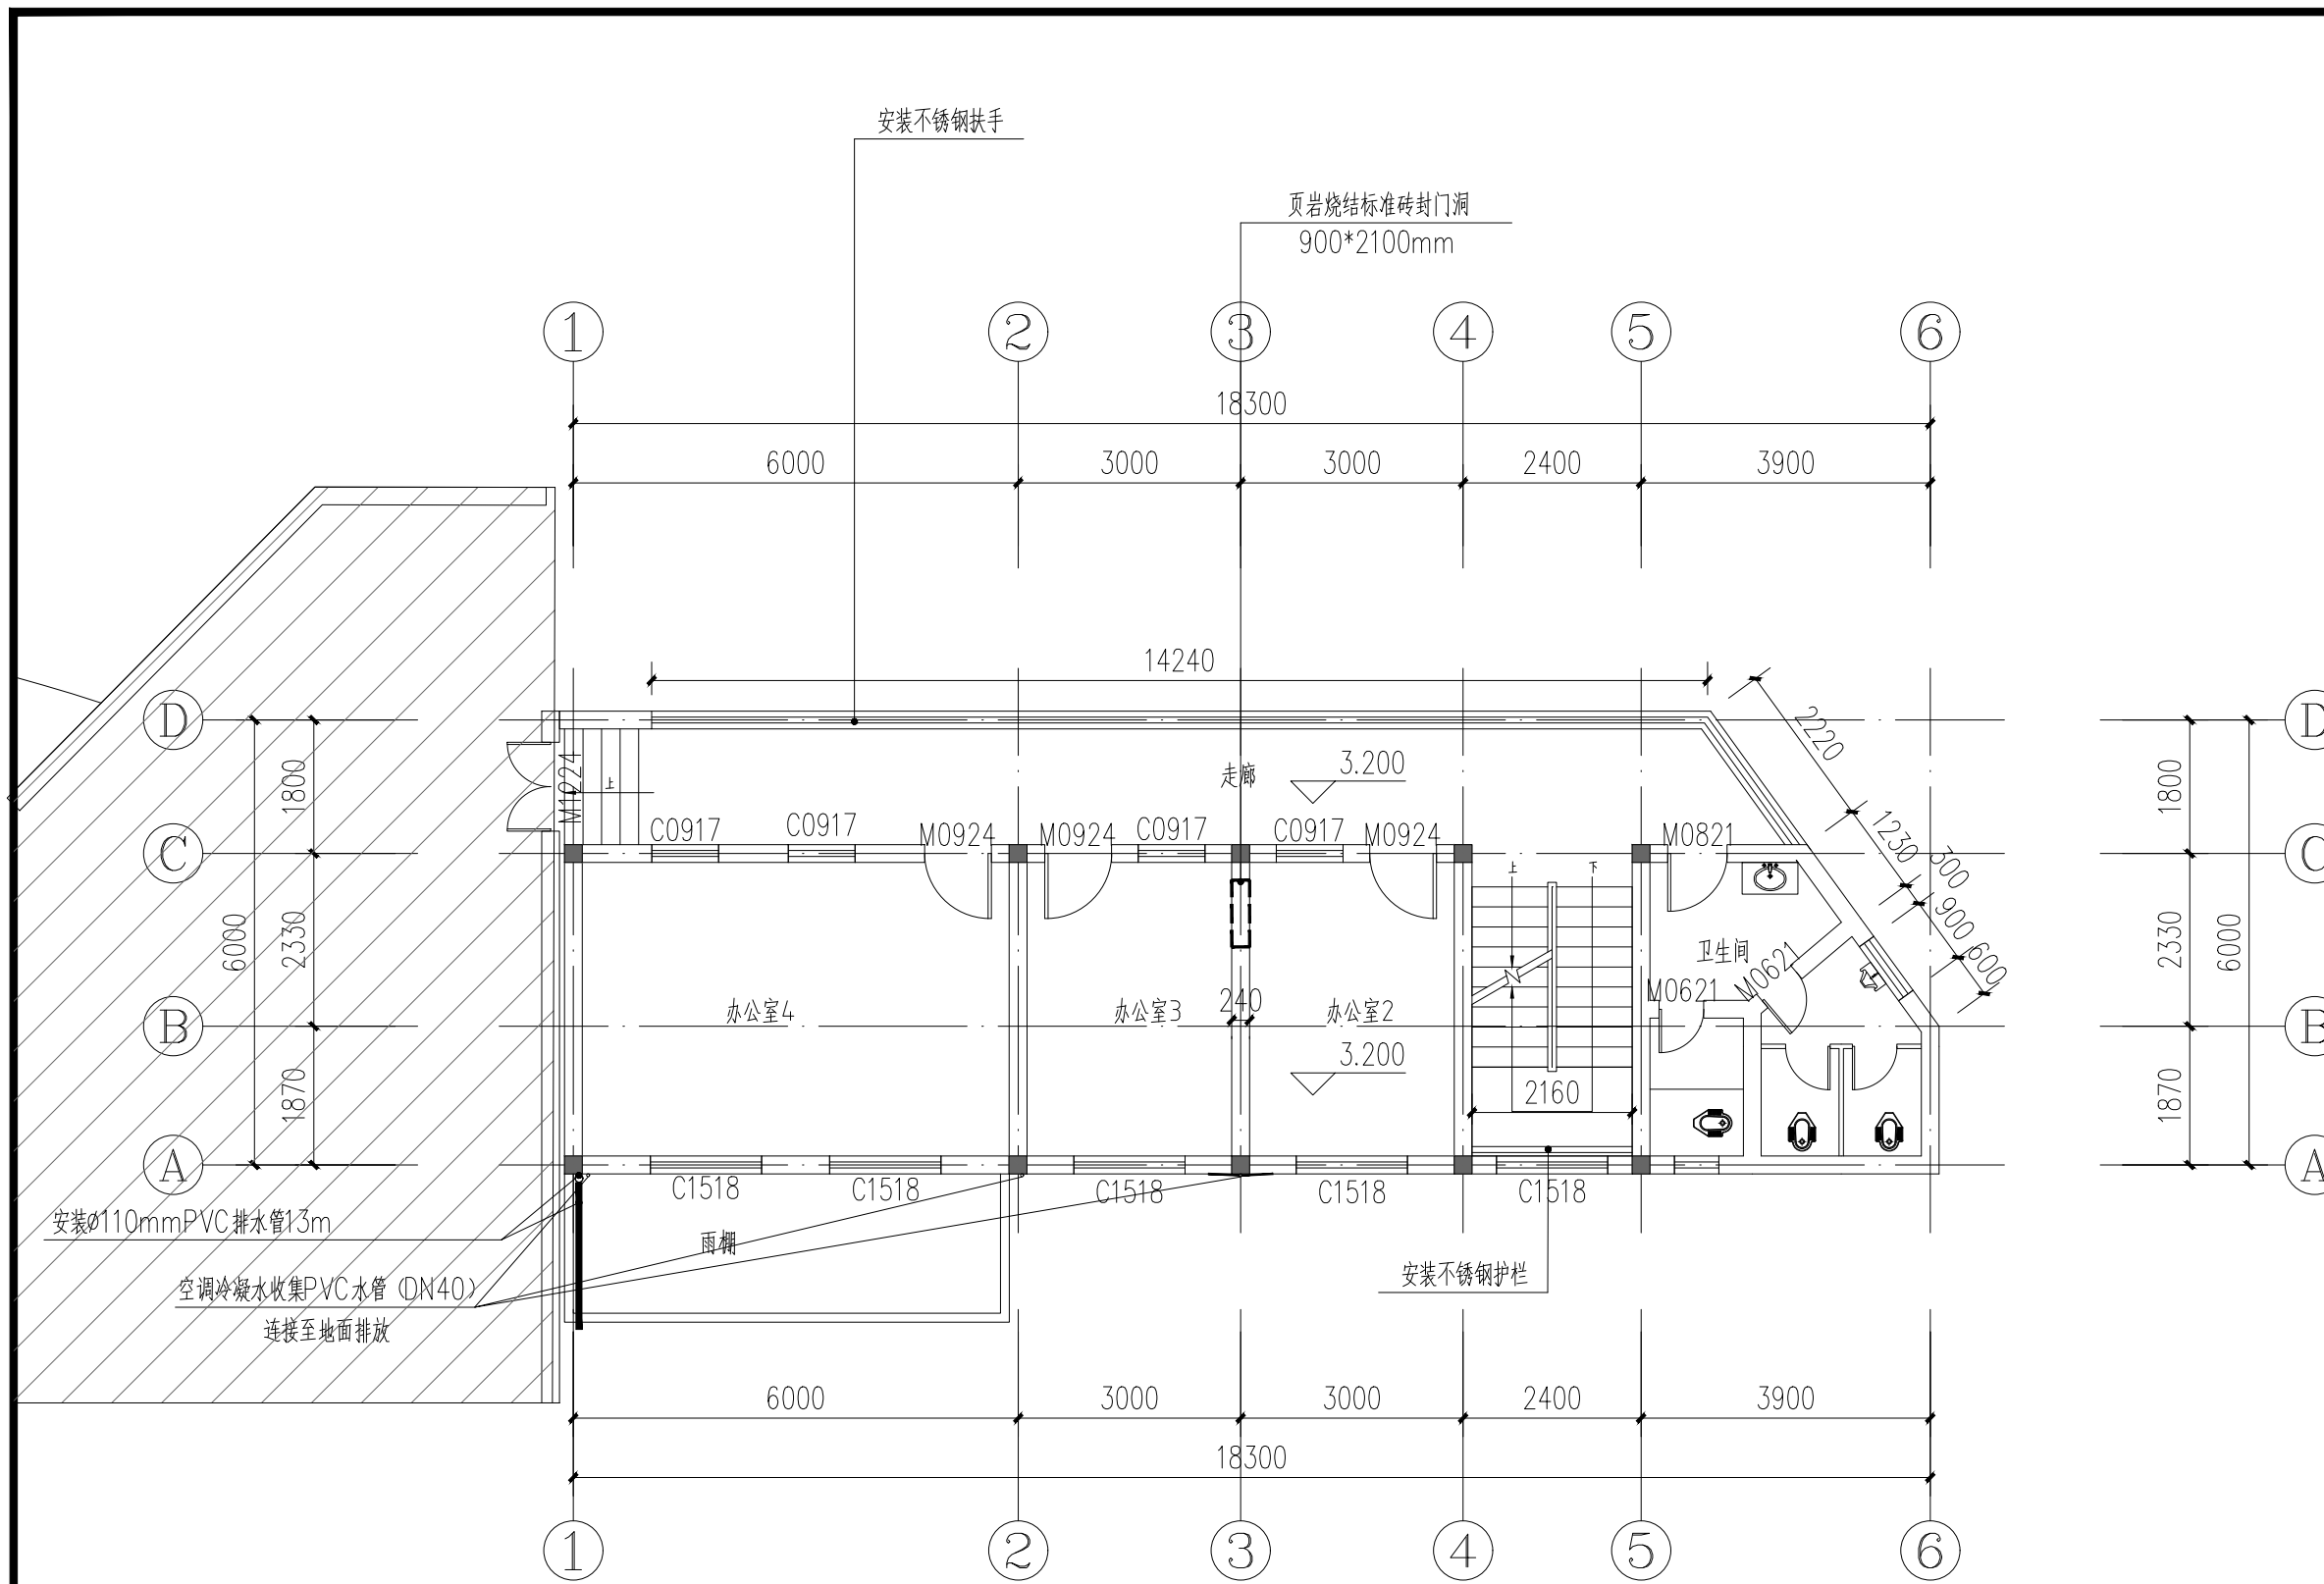 安装不锈钢扶手
页岩烧结标准砖封门洞
900*2100mm
1 2 3 4 5 6
18300
6000 3000 3000 2400 3900
14240
2220
1230
300
900
600
D
C
B
A
1800
2330
1870
6000
D
C
B
A
1800
2330
1870
6000
M1224
上
走廊
3.200
C0917 C0917 M0924 M0924 C0917 C0917 M0924 M0821
上 下
卫生间
M0621 M0621
办公室4 办公室3 240 办公室2
3.200
2160
C1518 C1518 C1518 C1518 C1518
安装ø110mmPVC排水管13m
雨棚
空调冷凝水收集PVC水管（DN40）
连接至地面排放
安装不锈钢护栏
6000 3000 3000 2400 3900
18300
1 2 3 4 5 6